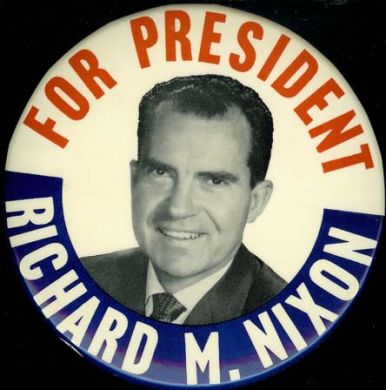 FOR PRESIDENT
RICHARD M. NIXON